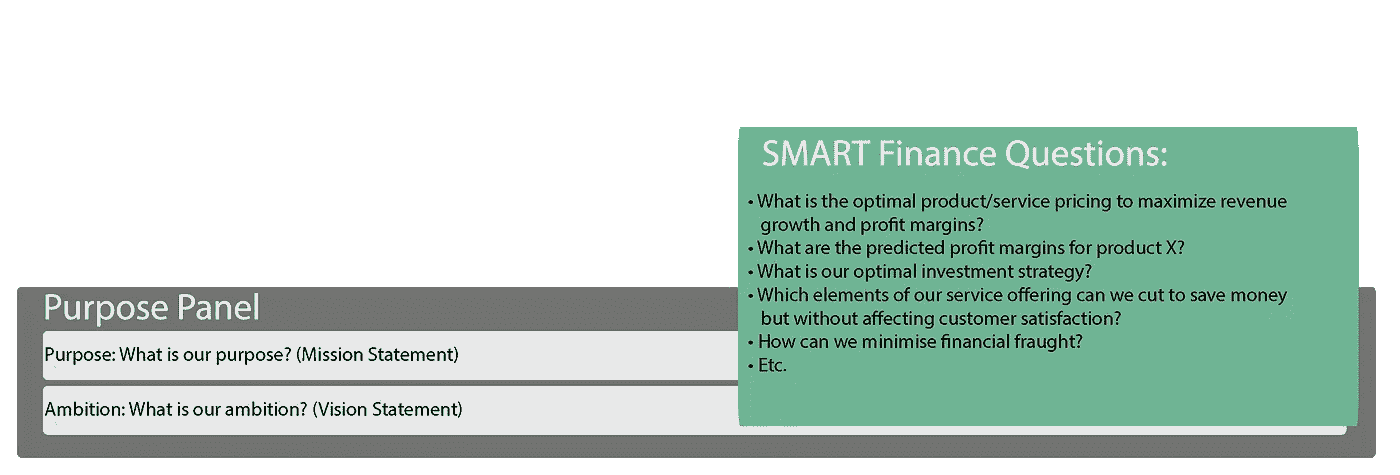 SMART Finance Questions:
• What is the optimal product/service pricing to maximize revenue
growth and profit margins?
• What are the predicted profit margins for product X?
• What is our optimal investment strategy?
• Which elements of our service offering can we cut to save money
but without affecting customer satisfaction?
• How can we minimise financial fraught?
• Etc.
Purpose Panel
Purpose: What is our purpose? (Mission Statement)
Ambition: What is our ambition? (Vision Statement)